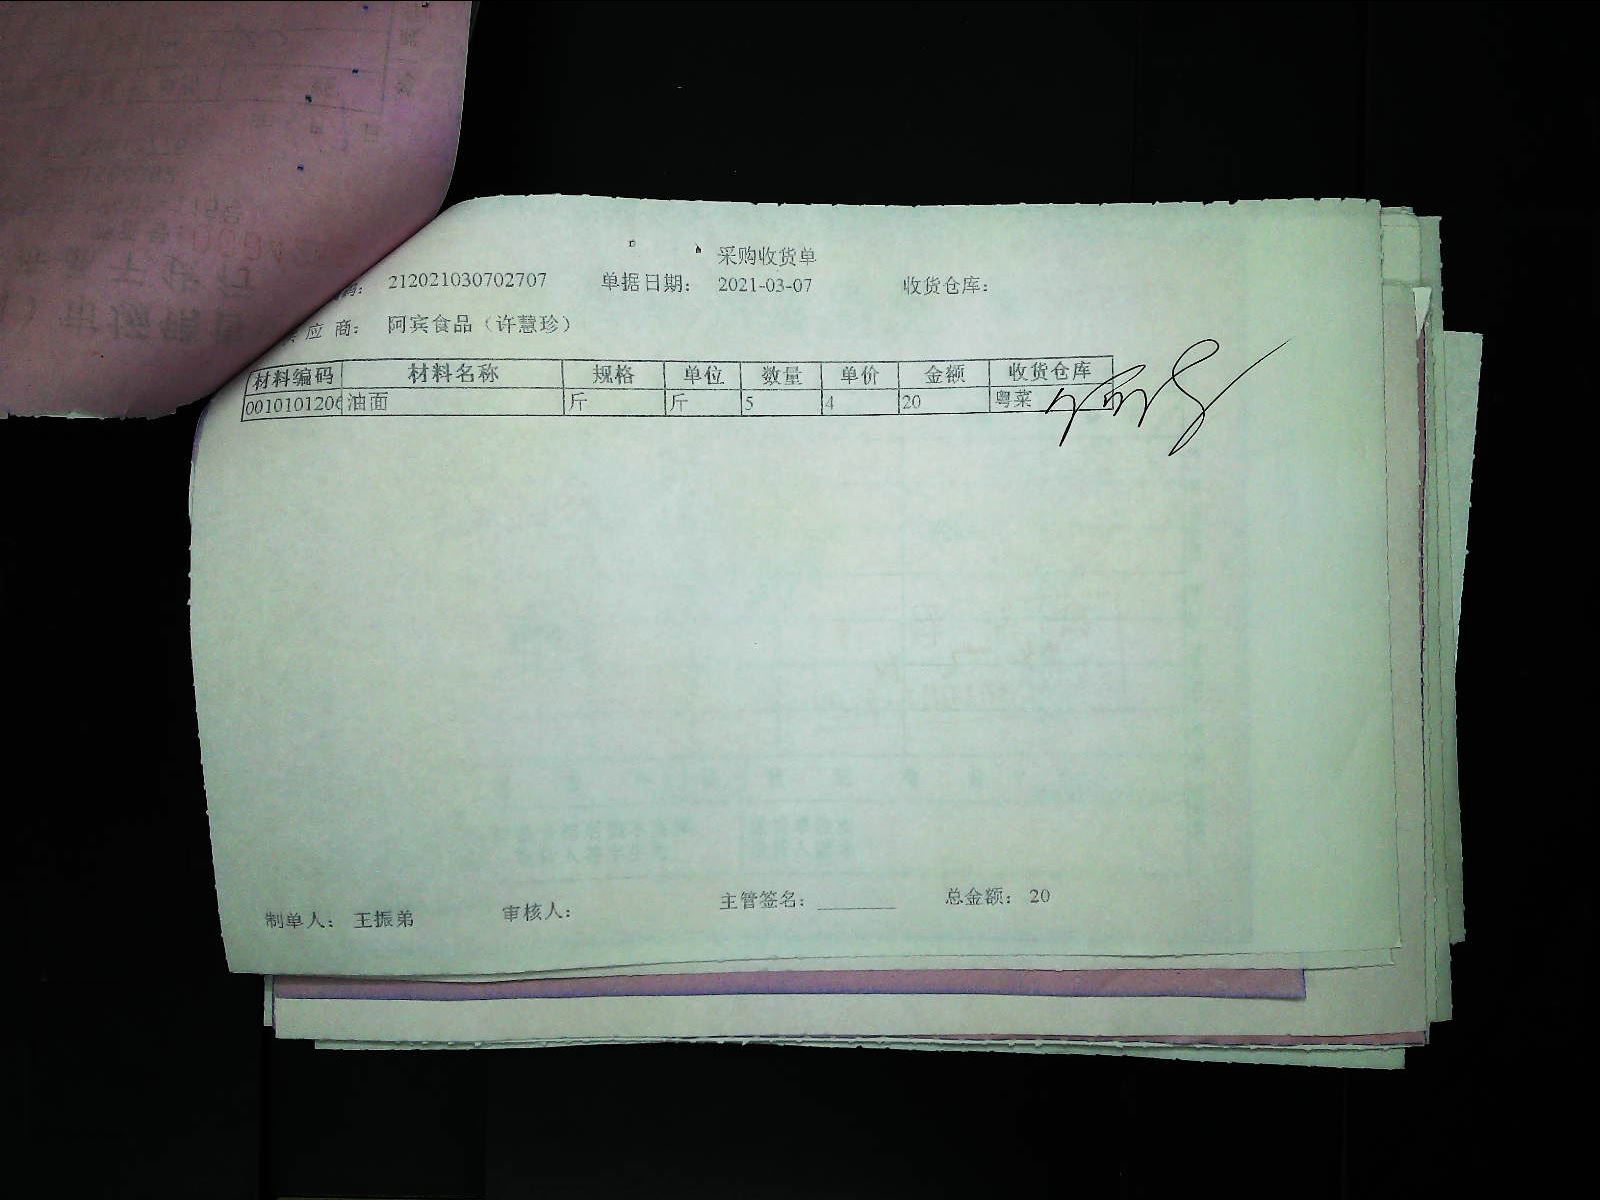 采购收货单
212021030702707 单据日期： 2021-03-07 收货仓库：
应 商： 阿宾食品（许慧珍）
材料编码 材料名称 规格 单位 数量 单价 金额 收货仓库
0010101206 油面 斤 斤 5 4 20 粤菜
制单人： 王振弟 审核人： 主管签名： 总金额： 20